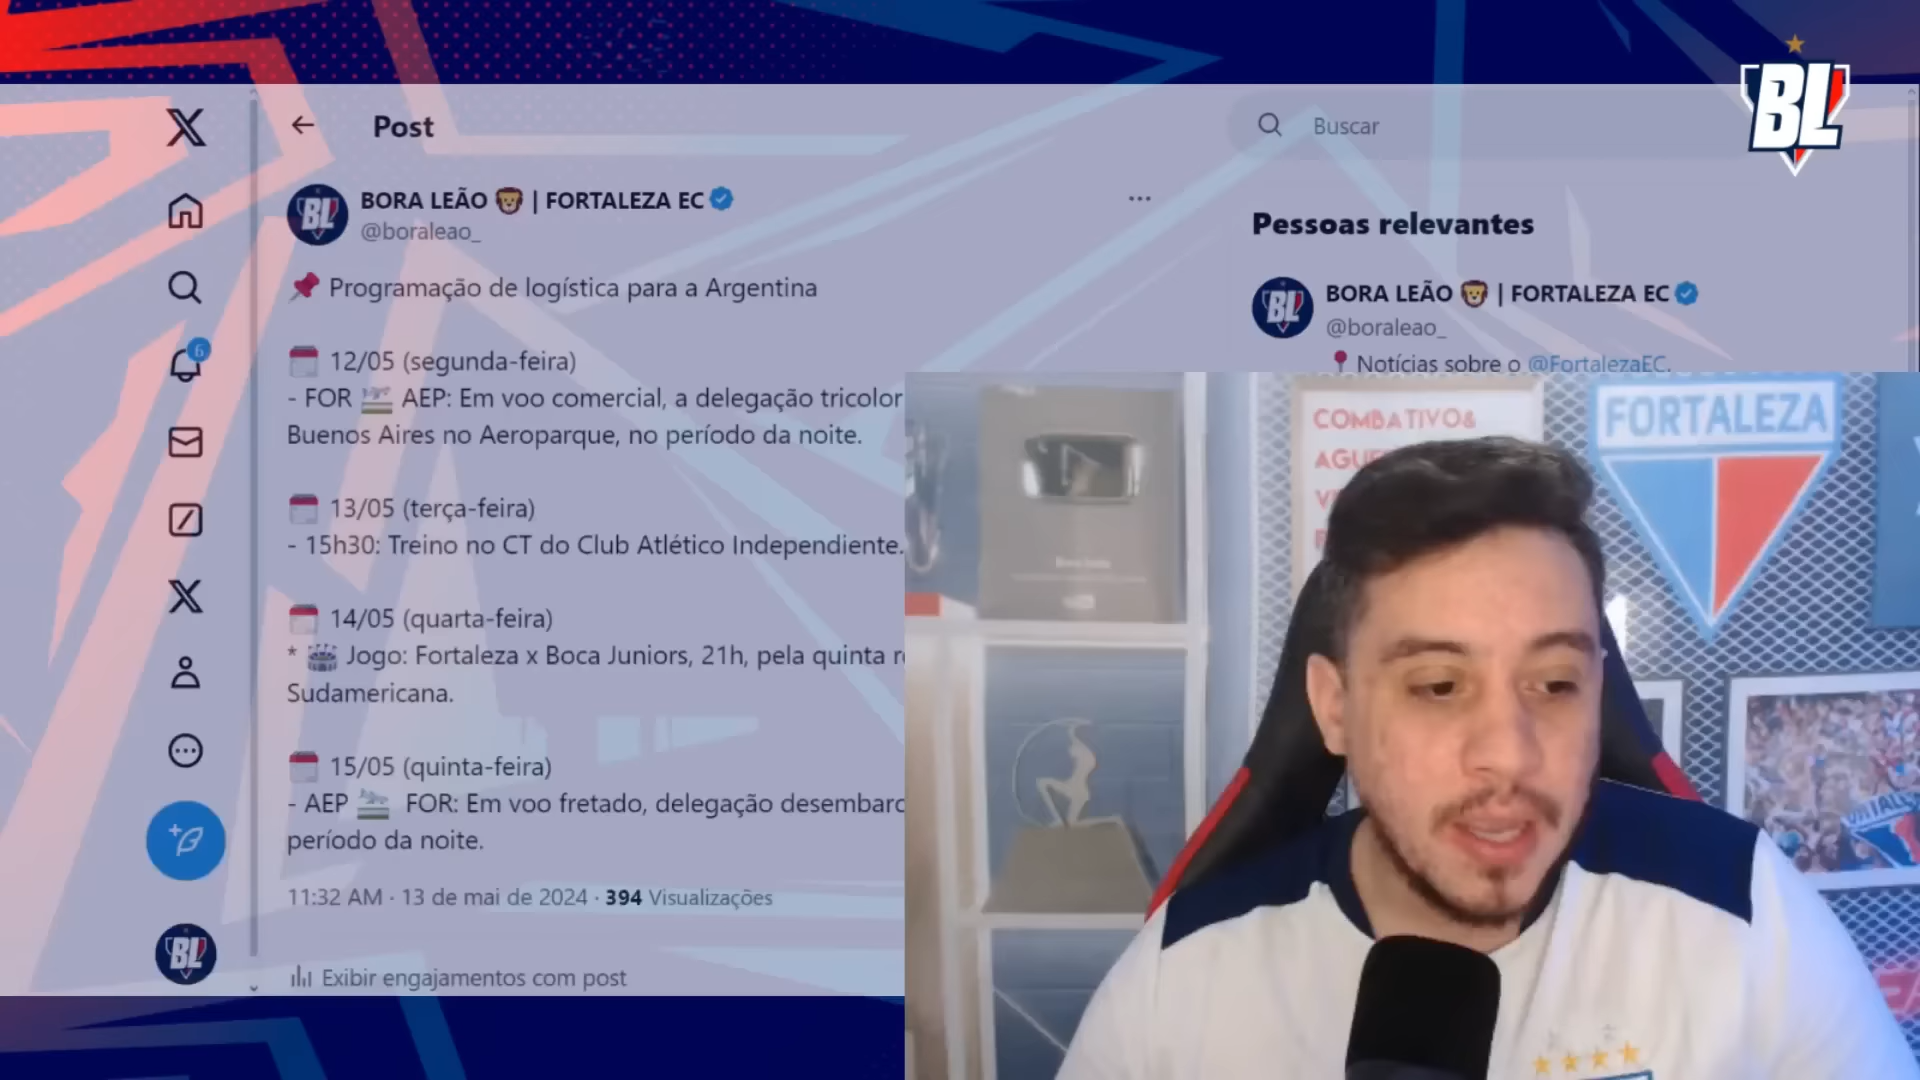 BL
Post
Buscar
BORA LEÃO 🦁 | FORTALEZA EC
@boraleao_
📌 Programação de logística para a Argentina
🗓️ 12/05 (segunda-feira)
- FOR 🛫 AEP: Em voo comercial, a delegação tricolor
Buenos Aires no Aeroparque, no período da noite.
🗓️ 13/05 (terça-feira)
- 15h30: Treino no CT do Club Atlético Independiente.
🗓️ 14/05 (quarta-feira)
* 🏟️ Jogo: Fortaleza x Boca Juniors, 21h, pela quinta
Sudamericana.
🗓️ 15/05 (quinta-feira)
- AEP 🛬 FOR: Em voo fretado, delegação desembarc
período da noite.
11:32 AM · 13 de mai de 2024 · 394 Visualizações
Exibir engajamentos com post
6
BL
Pessoas relevantes
BORA LEÃO 🦁 | FORTALEZA EC
@boraleao_
📍 Notícias sobre o @FortalezaEC.
BL
BL
COMBATIVO&
FORTALEZA